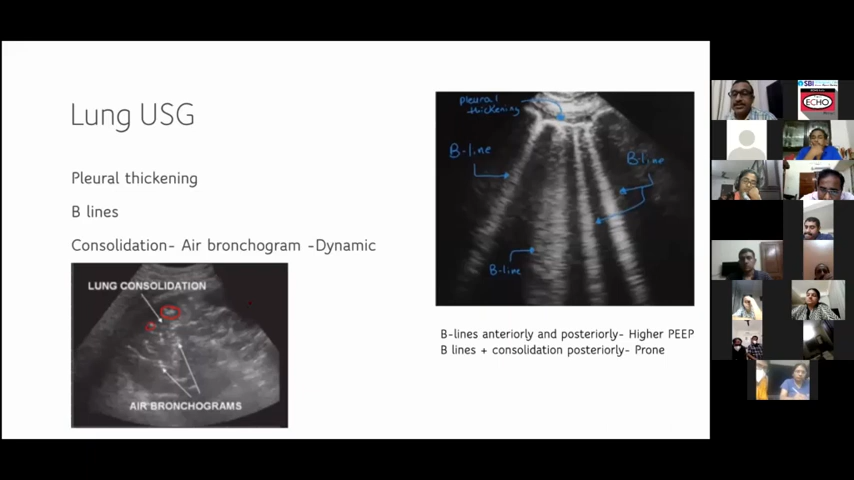 Lung USG
Pleural thickening
B lines
Consolidation- Air bronchogram -Dynamic
LUNG CONSOLIDATION
AIR BRONCHOGRAMS
pleural
thickening
B-line
B-line
B-line
B-lines anteriorly and posteriorly- Higher PEEP
B lines + consolidation posteriorly- Prone
SBI
ECHO